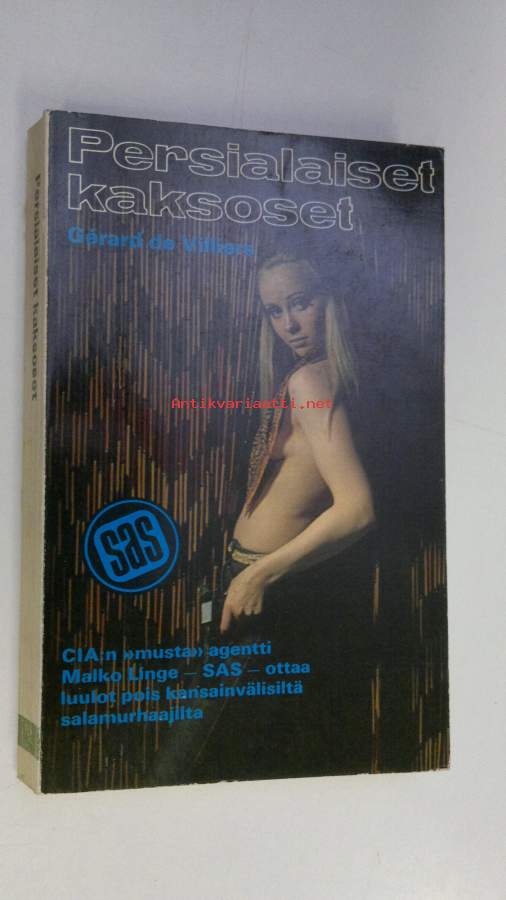 Persialaiset
kaksoset
Gérard de Villiers
Persialaiset kaksoset
Antikvariaatti.net
sas
CIA:n »musta» agentti
Malko Linge – SAS – ottaa
luulot pois kansainvälisiltä
salamurhaajilta